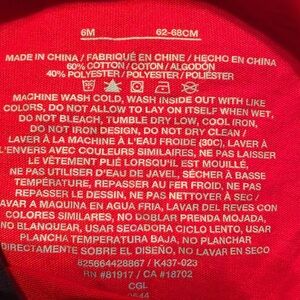 6M 62-68CM
MADE IN CHINA / FABRIQUÉ EN CHINE / HECHO EN CHINA
60% COTTON / COTON / ALGODÓN
40% POLYESTER / POLYESTER / POLIÉSTER
MACHINE WASH COLD, WASH INSIDE OUT WITH LIKE
COLORS, DO NOT ALLOW TO LAY ON ITSELF WHEN WET,
DO NOT BLEACH, TUMBLE DRY LOW, COOL IRON,
DO NOT IRON DESIGN, DO NOT DRY CLEAN /
LAVER À LA MACHINE À L'EAU FROIDE (30C), LAVER À
L'ENVERS AVEC COULEURS SIMILAIRES, NE PAS LAISSER
LE VÊTEMENT PLIÉ LORSQU'IL EST MOUILLÉ,
NE PAS UTILISER D'EAU DE JAVEL, SÉCHER À BASSE
TEMPÉRATURE, REPASSER AU FER FROID, NE PAS
REPASSER LE DESSIN, NE PAS NETTOYER À SEC /
LAVAR A MAQUINA EN AGUA FRIA, LAVAR DEL REVES CON
COLORES SIMILARES, NO DOBLAR PRENDA MOJADA,
NO BLANQUEAR, USAR SECADORA CICLO LENTO, USAR
PLANCHA TEMPERATURA BAJA, NO PLANCHAR
DIRECTAMENTE SOBRE EL DISEÑO, NO LAVAR EN SECO
825664428867 / K437-023
RN #81917 / CA #18702
CGL